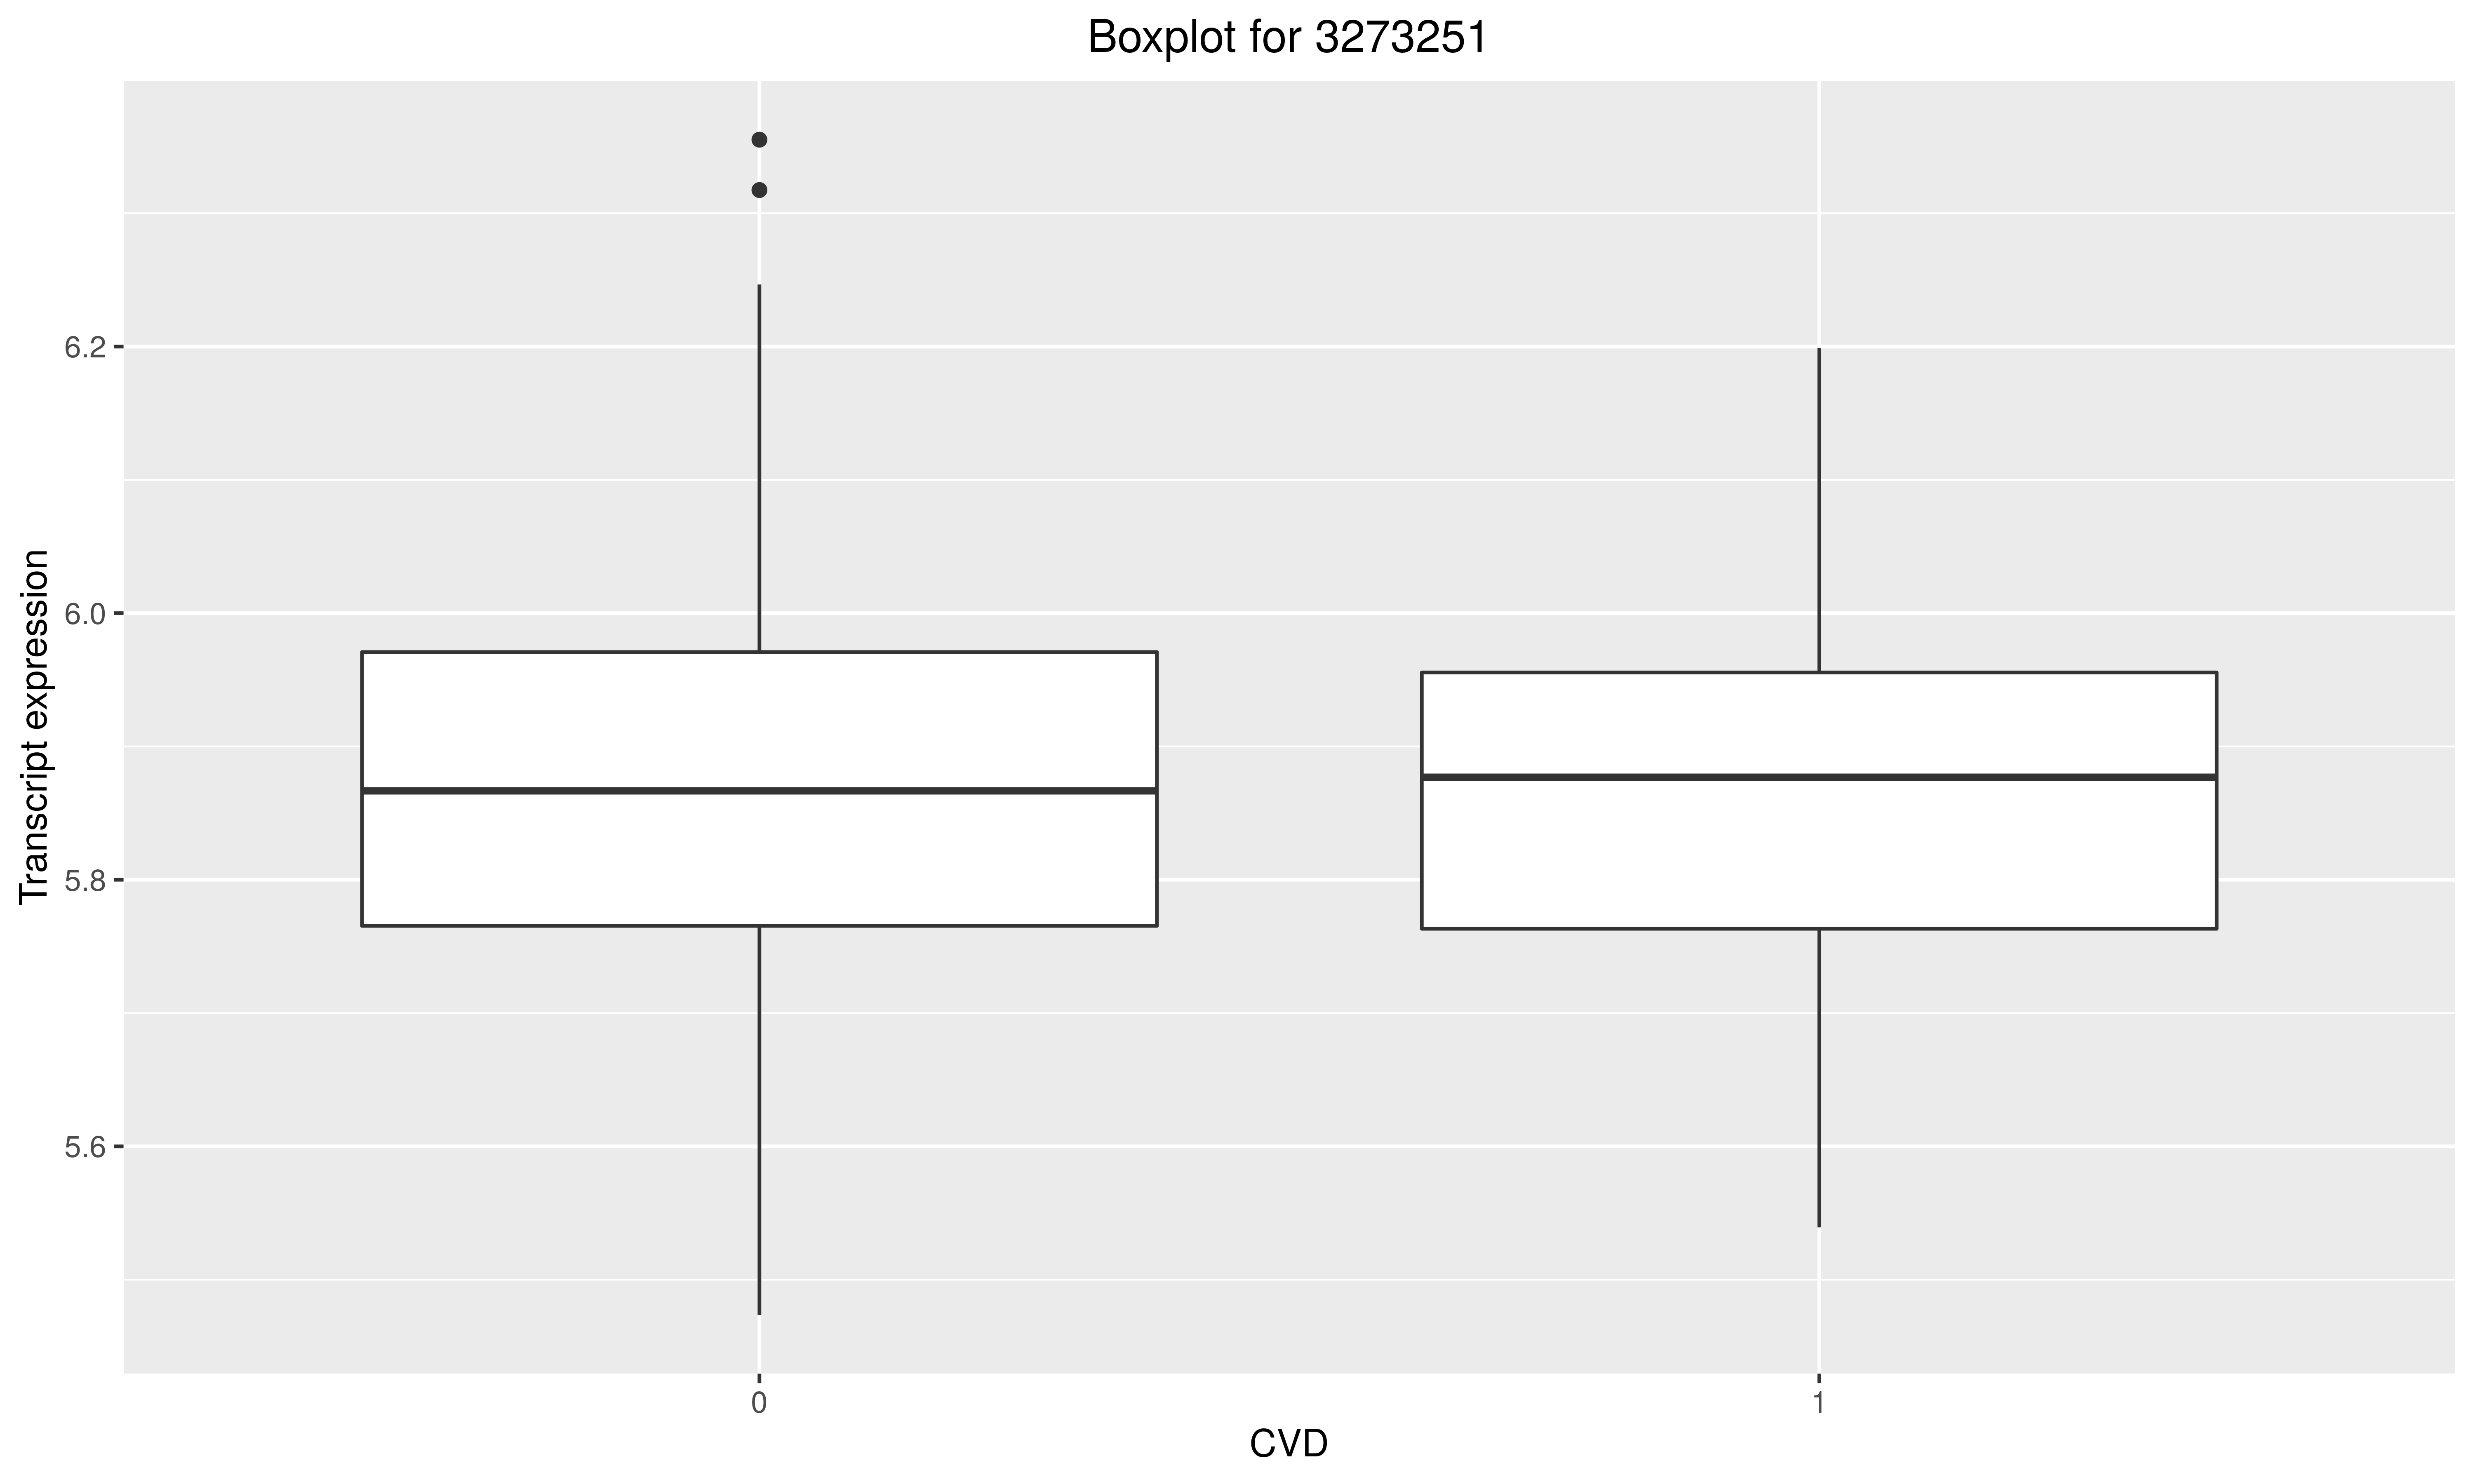 Boxplot for 3273251
Transcript expression
6.2
6.0
5.8
5.6
0
1
CVD